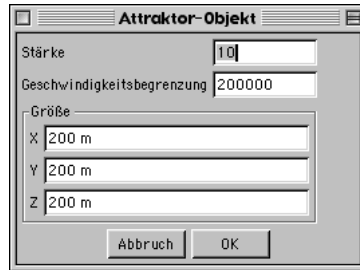 Attraktor-Objekt
Stärke 10
Geschwindigkeitsbegrenzung 200000
Größe
X 200 m
Y 200 m
Z 200 m
Abbruch OK